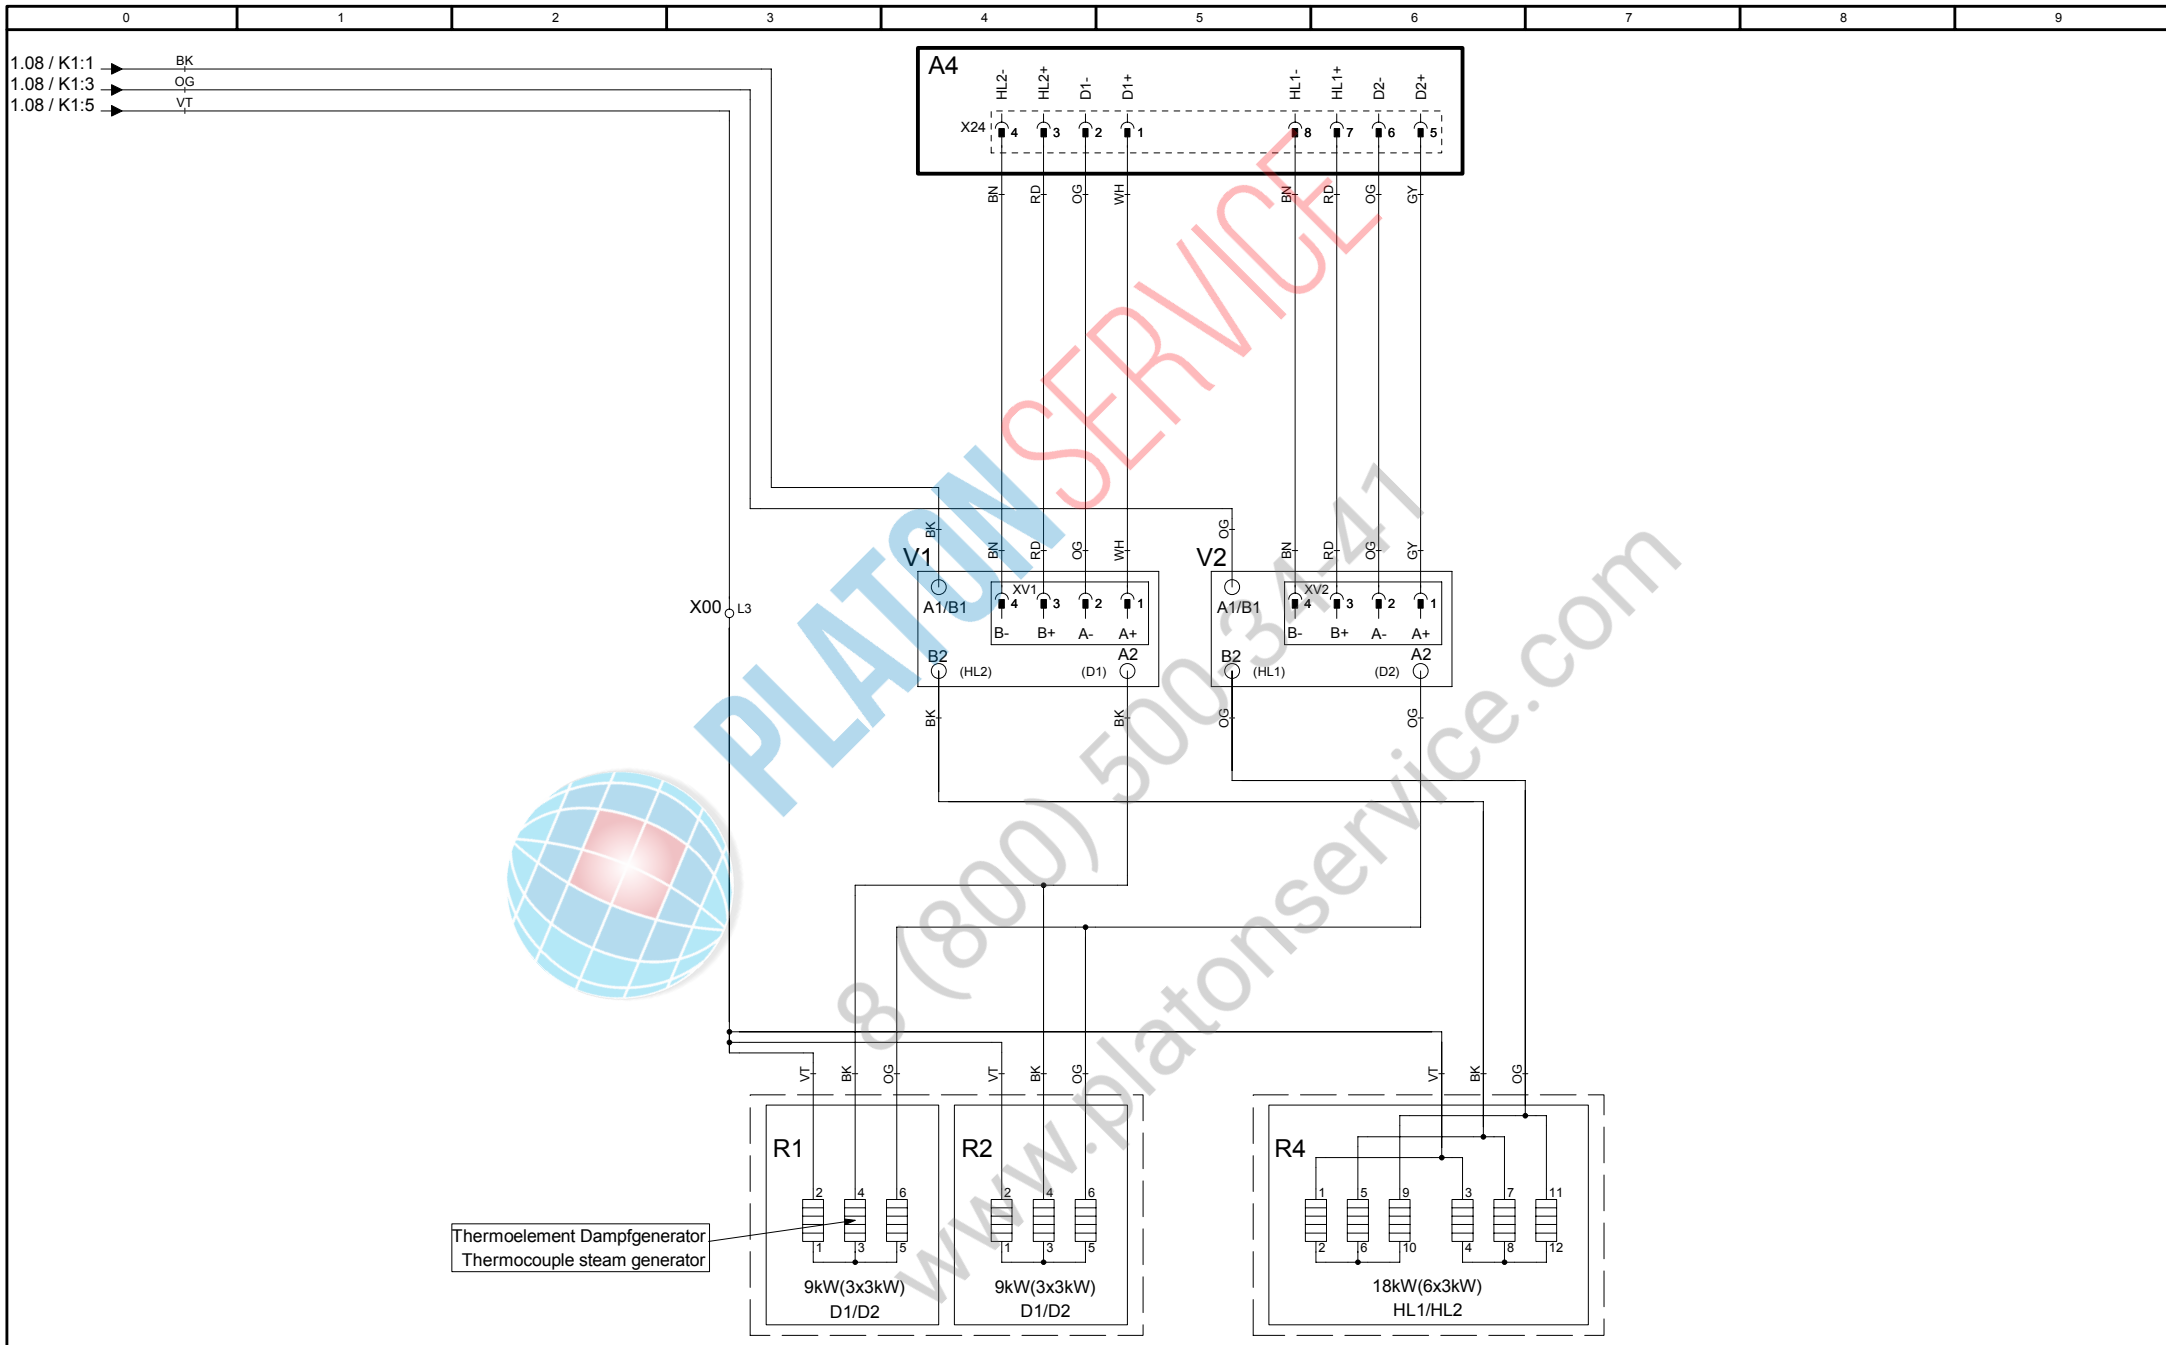 0 1 2 3 4 5 6 7 8 9
1.08 / K1:1 BK
1.08 / K1:3 OG
1.08 / K1:5 VT
A4
HL2- HL2+ D1- D1+ HL1- HL1+ D2- D2+
X24 4 3 2 1 8 7 6 5
BN RD OG WH BN RD OG GY
PLATONSERVICE
8 (800) 500-34-41
www.platonservice.com
BK BN RD OG WH OG BN RD OG GY
V1 V2
XV1 XV2
A1/B1 4 3 2 1 A1/B1 4 3 2 1
B- B+ A- A+ B- B+ A- A+
X00 L3
B2 (HL2) (D1) A2 B2 (HL1) (D2) A2
BK BK OG OG
VT BK OG VT BK OG VT BK OG
R1 R2 R4
2 4 6 2 4 6 1 5 9 3 7 11
1 3 5 1 3 5 2 6 10 4 8 12
Thermoelement Dampfgenerator
Thermocouple steam generator
9kW(3x3kW) 9kW(3x3kW) 18kW(6x3kW)
D1/D2 D1/D2 HL1/HL2